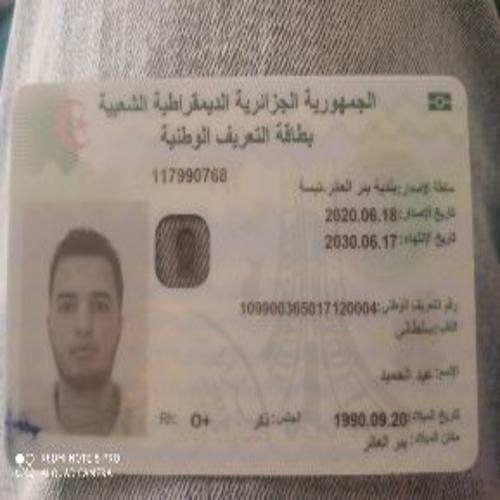 الجمهورية الجزائرية الديمقراطية الشعبية
بطاقة التعريف الوطنية
117990768
سلطة الإصدار: بلدية بئر العاتر-تبسة
تاريخ الإصدار: 2020.06.18
تاريخ الإنتهاء: 2030.06.17
رقم التعريف الوطني: 109900365017120004
اللقب: سلطاني
الإسم: عبد الحميد
Rh: O+ الجنس: ذكر
تاريخ الميلاد: 1990.09.20
مكان الميلاد: بئر العاتر
REDMI NOTE 8 PRO
AI QUAD CAMERA